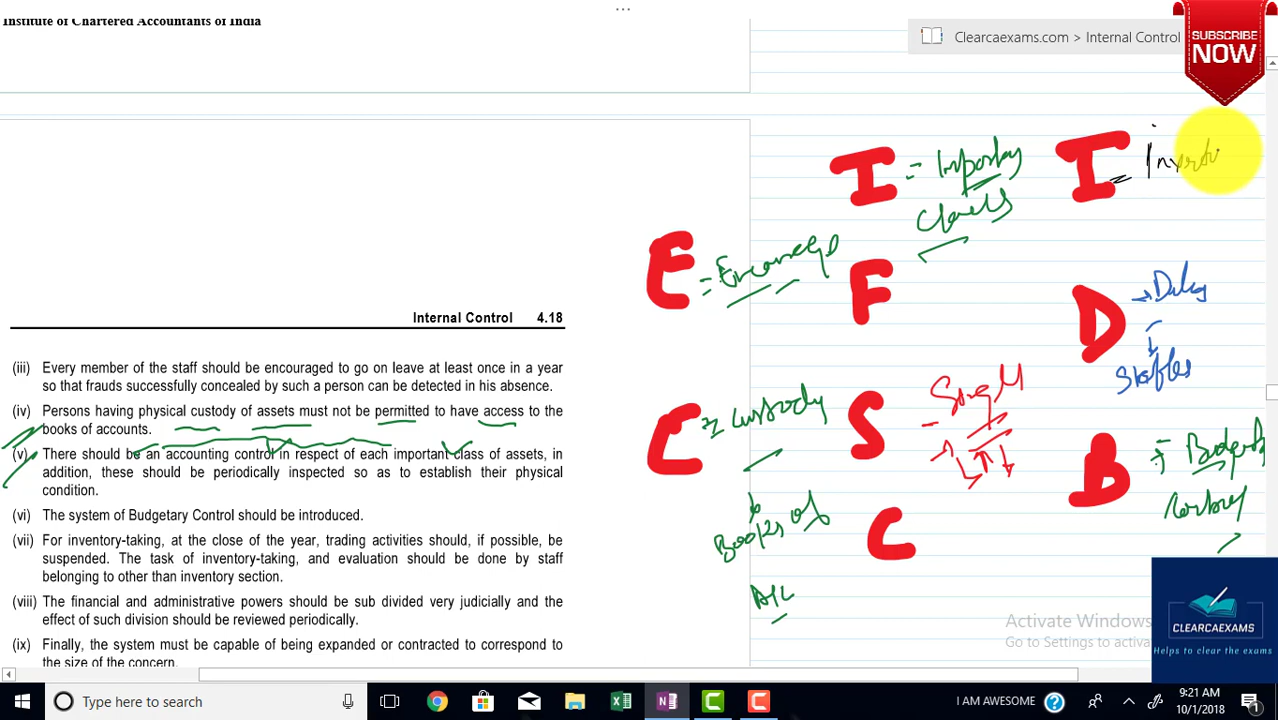 Institute of Chartered Accountants of India
Clearcaexams.com > Internal Control
SUBSCRIBE
NOW
I = Important
Classes
I =
E = Encourage
F
D → Duties
Staffes
Internal Control 4.18
(iii) Every member of the staff should be encouraged to go on leave at least once in a year
so that frauds successfully concealed by such a person can be detected in his absence.
(iv) Persons having physical custody of assets must not be permitted to have access to the
books of accounts.
(v) There should be an accounting control in respect of each important class of assets, in
addition, these should be periodically inspected so as to establish their physical
condition.
(vi) The system of Budgetary Control should be introduced.
(vii) For inventory-taking, at the close of the year, trading activities should, if possible, be
suspended. The task of inventory-taking, and evaluation should be done by staff
belonging to other than inventory section.
(viii) The financial and administrative powers should be sub divided very judicially and the
effect of such division should be reviewed periodically.
(ix) Finally, the system must be capable of being expanded or contracted to correspond to
the size of the concern.
C = Custody
Books of
A/c
S - Single
C
B
Activate Windows
Go to Settings to activa
CLEARCAEXAMS
Helps to clear the exams
Type here to search
I AM AWESOME
9:21 AM
10/1/2018
1